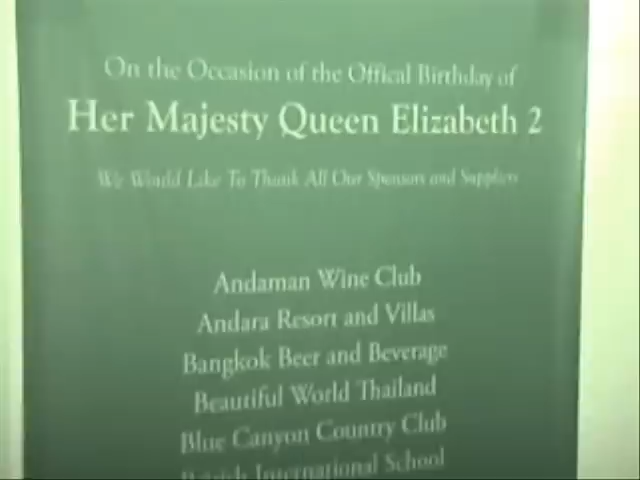 On the Occasion of the Offical Birthday of
Her Majesty Queen Elizabeth 2
We Would Like To Thank All Our Sponsors and Suppliers
Andaman Wine Club
Andara Resort and Villas
Bangkok Beer and Beverage
Beautiful World Thailand
Blue Canyon Country Club
British International School